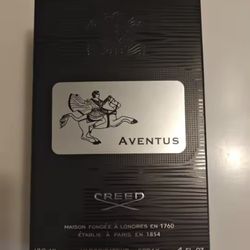 AVENTUS
CREED
MAISON FONDÉE À LONDRES EN 1760
ÉTABLIE À PARIS EN 1854